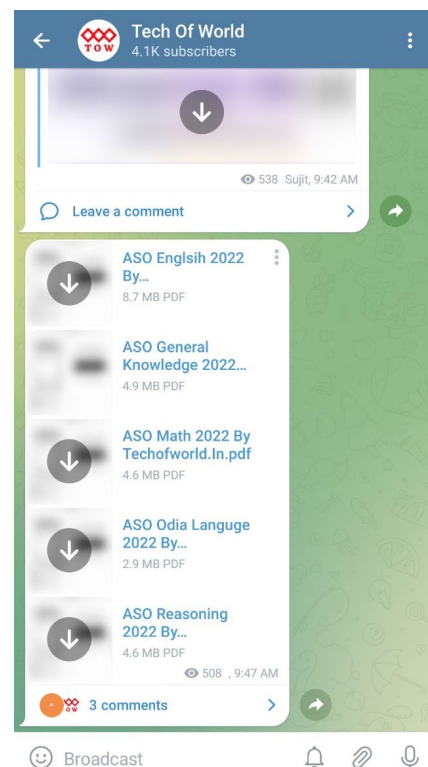 Tech Of World
TOW
4.1K subscribers
538 Sujit, 9:42 AM
Leave a comment
ASO Englsih 2022
By...
8.7 MB PDF
ASO General
Knowledge 2022...
4.9 MB PDF
ASO Math 2022 By
Techofworld.In.pdf
4.6 MB PDF
ASO Odia Languge
2022 By...
2.9 MB PDF
ASO Reasoning
2022 By...
4.6 MB PDF
508 , 9:47 AM
3 comments
Broadcast